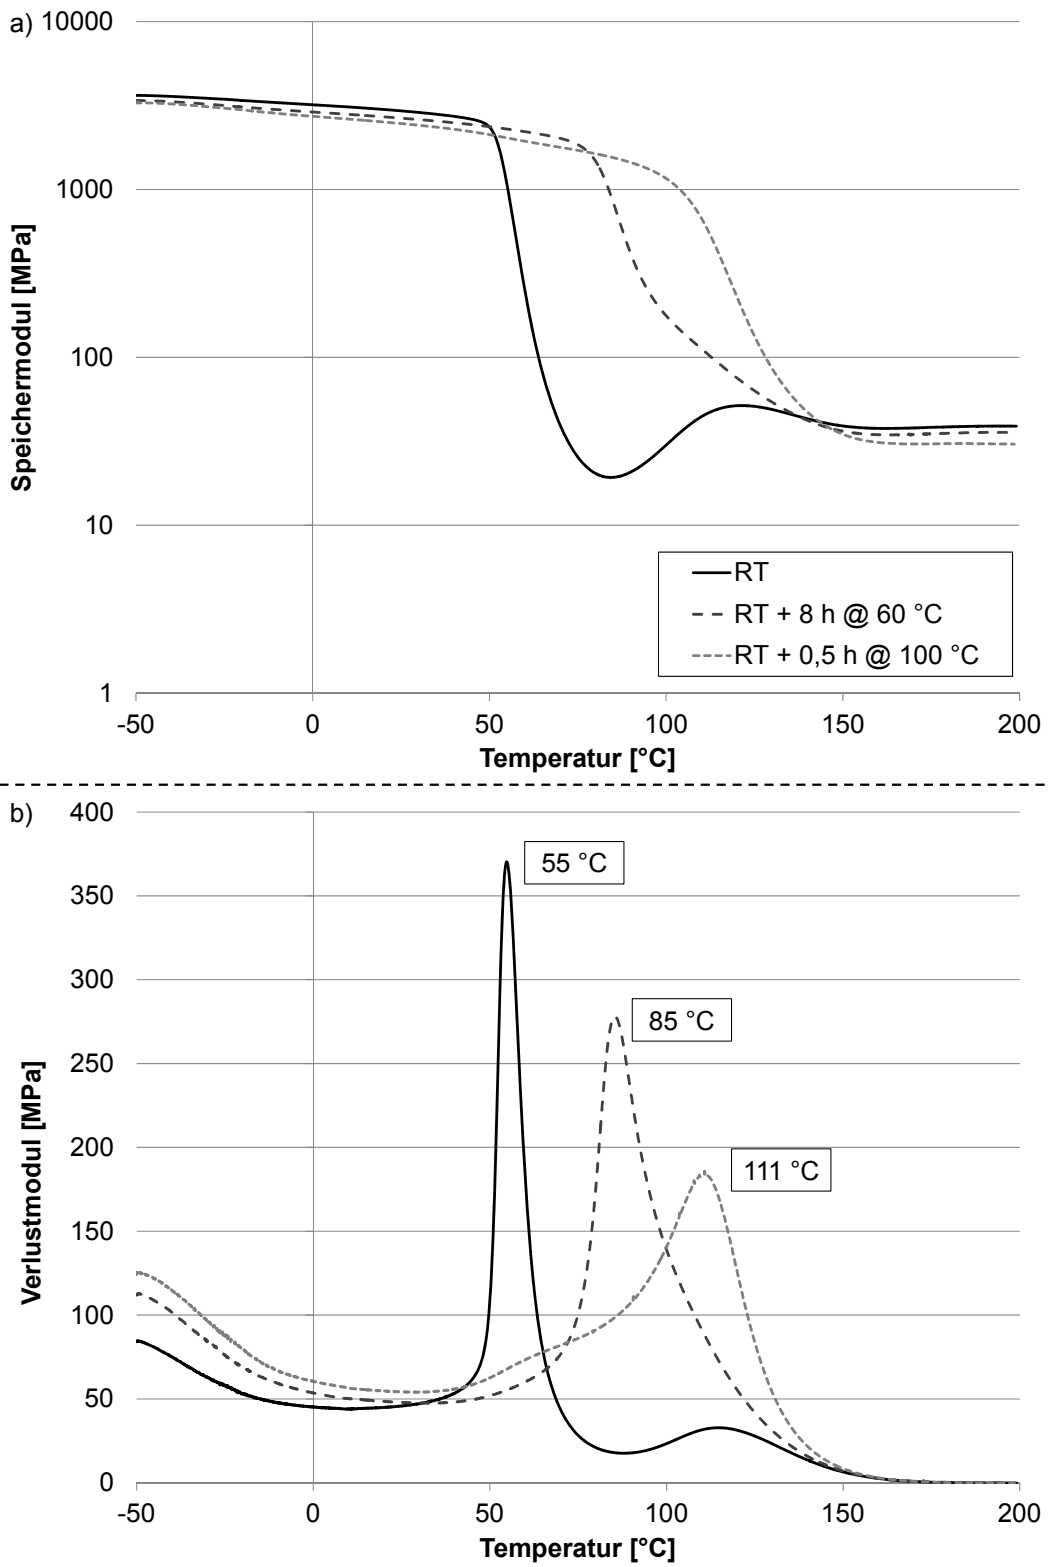 a)
10000
1000
100
10
1
Speichermodul [MPa]
RT
RT + 8 h @ 60 °C
RT + 0,5 h @ 100 °C
-50 0 50 100 150 200
Temperatur [°C]
b)
400
350
300
250
200
150
100
50
0
Verlustmodul [MPa]
55 °C
85 °C
111 °C
-50 0 50 100 150 200
Temperatur [°C]